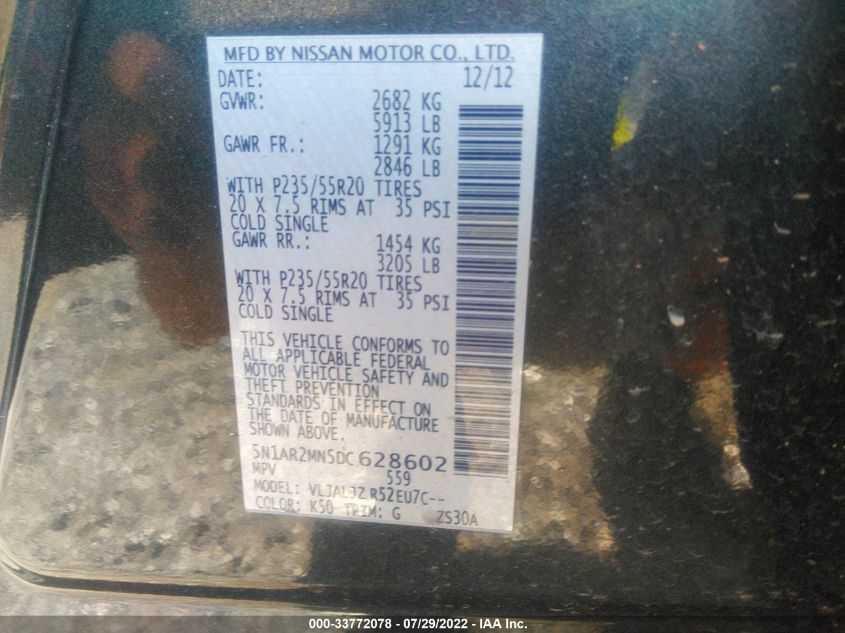 MFD BY NISSAN MOTOR CO., LTD.
DATE: 12/12
GVWR: 2682 KG
5913 LB
GAWR FR.: 1291 KG
2846 LB
WITH P235/55R20 TIRES
20 X 7.5 RIMS AT 35 PSI
COLD SINGLE
GAWR RR.: 1454 KG
3205 LB
WITH P235/55R20 TIRES
20 X 7.5 RIMS AT 35 PSI
COLD SINGLE
THIS VEHICLE CONFORMS TO
ALL APPLICABLE FEDERAL
MOTOR VEHICLE SAFETY AND
THEFT PREVENTION
STANDARDS IN EFFECT ON
THE DATE OF MANUFACTURE
SHOWN ABOVE.
5N1AR2MN5DC628602
MPV 559
MODEL: R52EU7C--
COLOR: K50 TRIM: G ZS30A
000-33772078 - 07/29/2022 - IAA Inc.